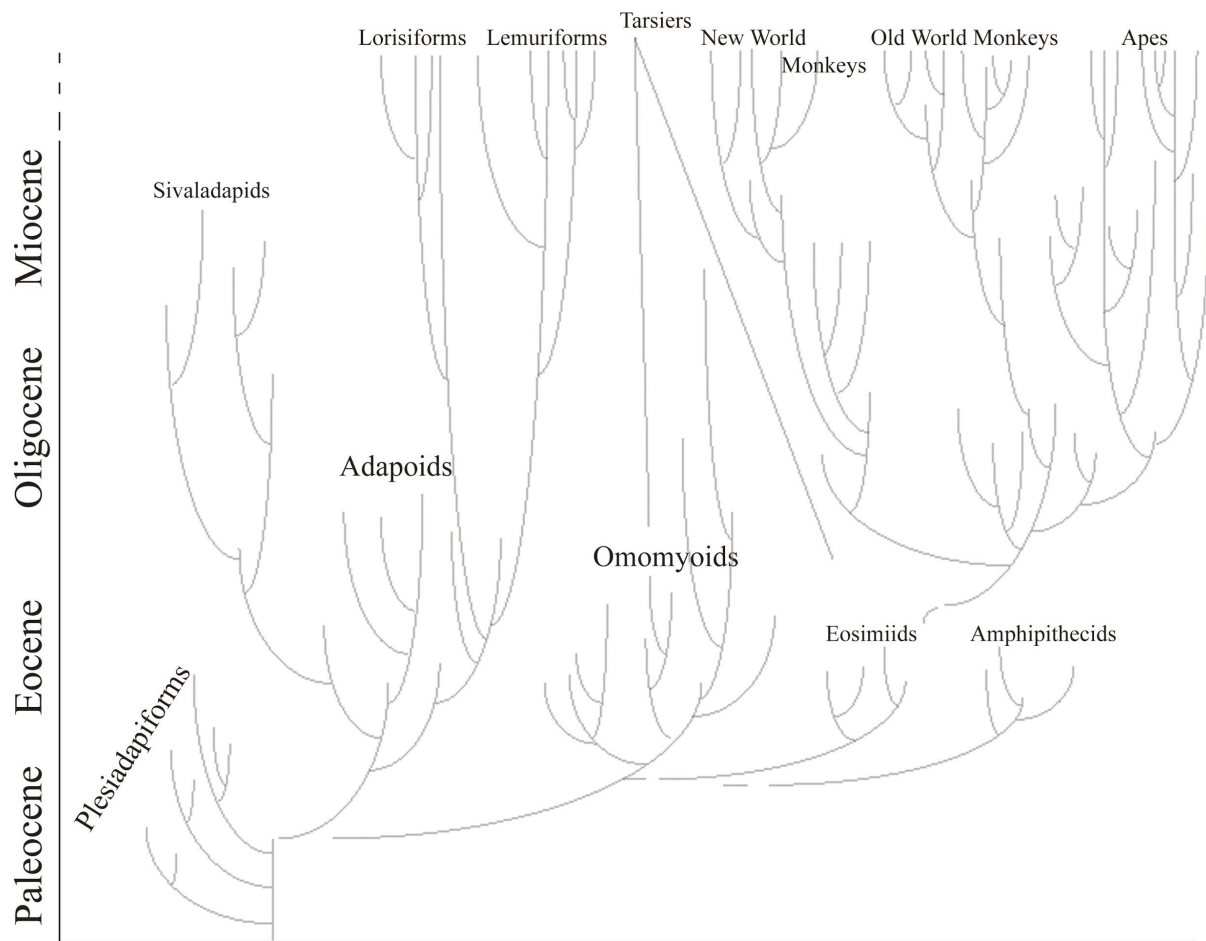 Tarsiers
Lorisiforms Lemuriforms New World Old World Monkeys Apes
Monkeys
Sivaladapids
Miocene
Oligocene
Adapoids
Omomyoids
Eosimiids Amphipithecids
Eocene
Plesiadapiforms
Paleocene